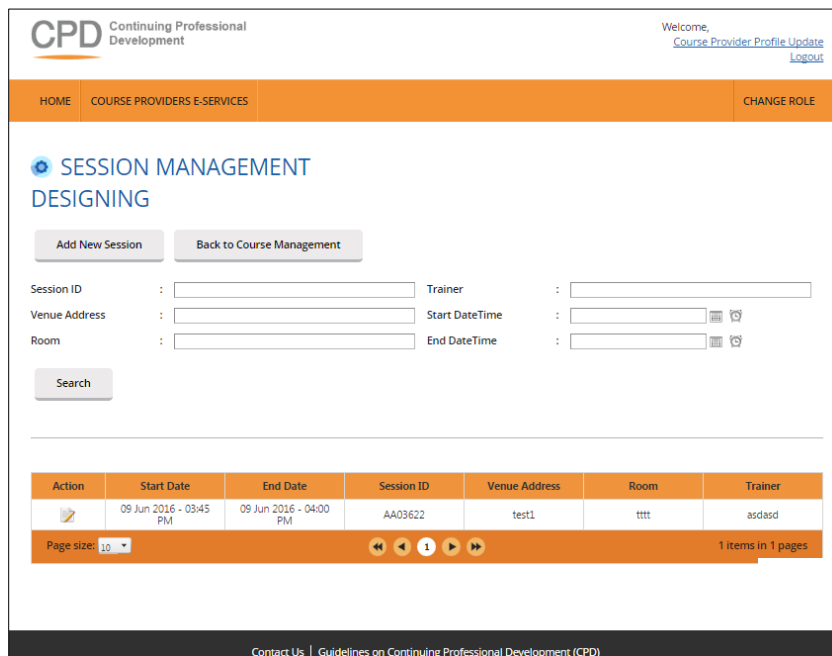 CPD Continuing Professional
Development
Welcome,
Course Provider Profile Update
Logout
HOME COURSE PROVIDERS E-SERVICES CHANGE ROLE
SESSION MANAGEMENT
DESIGNING
Add New Session Back to Course Management
Session ID : Trainer :
Venue Address : Start DateTime :
Room : End DateTime :
Search
Action Start Date End Date Session ID Venue Address Room Trainer
09 Jun 2016 - 03:45 PM 09 Jun 2016 - 04:00 PM AA03622 test1 tttt asdasd
Page size: 10 1 1 items in 1 pages
Contact Us | Guidelines on Continuing Professional Development (CPD)